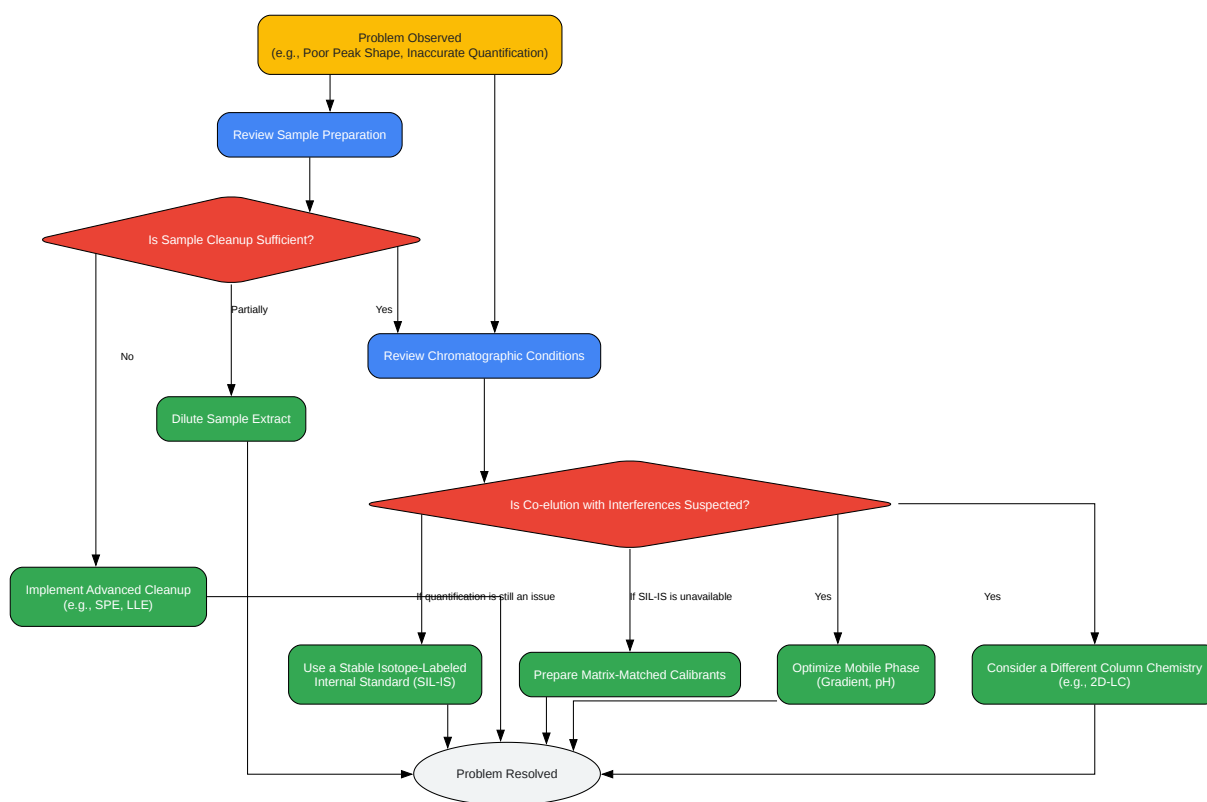 Problem Observed
(e.g., Poor Peak Shape, Inaccurate Quantification)
Review Sample Preparation
Is Sample Cleanup Sufficient?
Partially
Yes
No
Review Chromatographic Conditions
Dilute Sample Extract
Is Co-elution with Interferences Suspected?
Implement Advanced Cleanup
(e.g., SPE, LLE)
If quantification is still an issue
If SIL-IS is unavailable
Yes
Yes
Use a Stable Isotope-Labeled
Internal Standard (SIL-IS)
Prepare Matrix-Matched Calibrants
Optimize Mobile Phase
(Gradient, pH)
Consider a Different Column Chemistry
(e.g., 2D-LC)
Problem Resolved